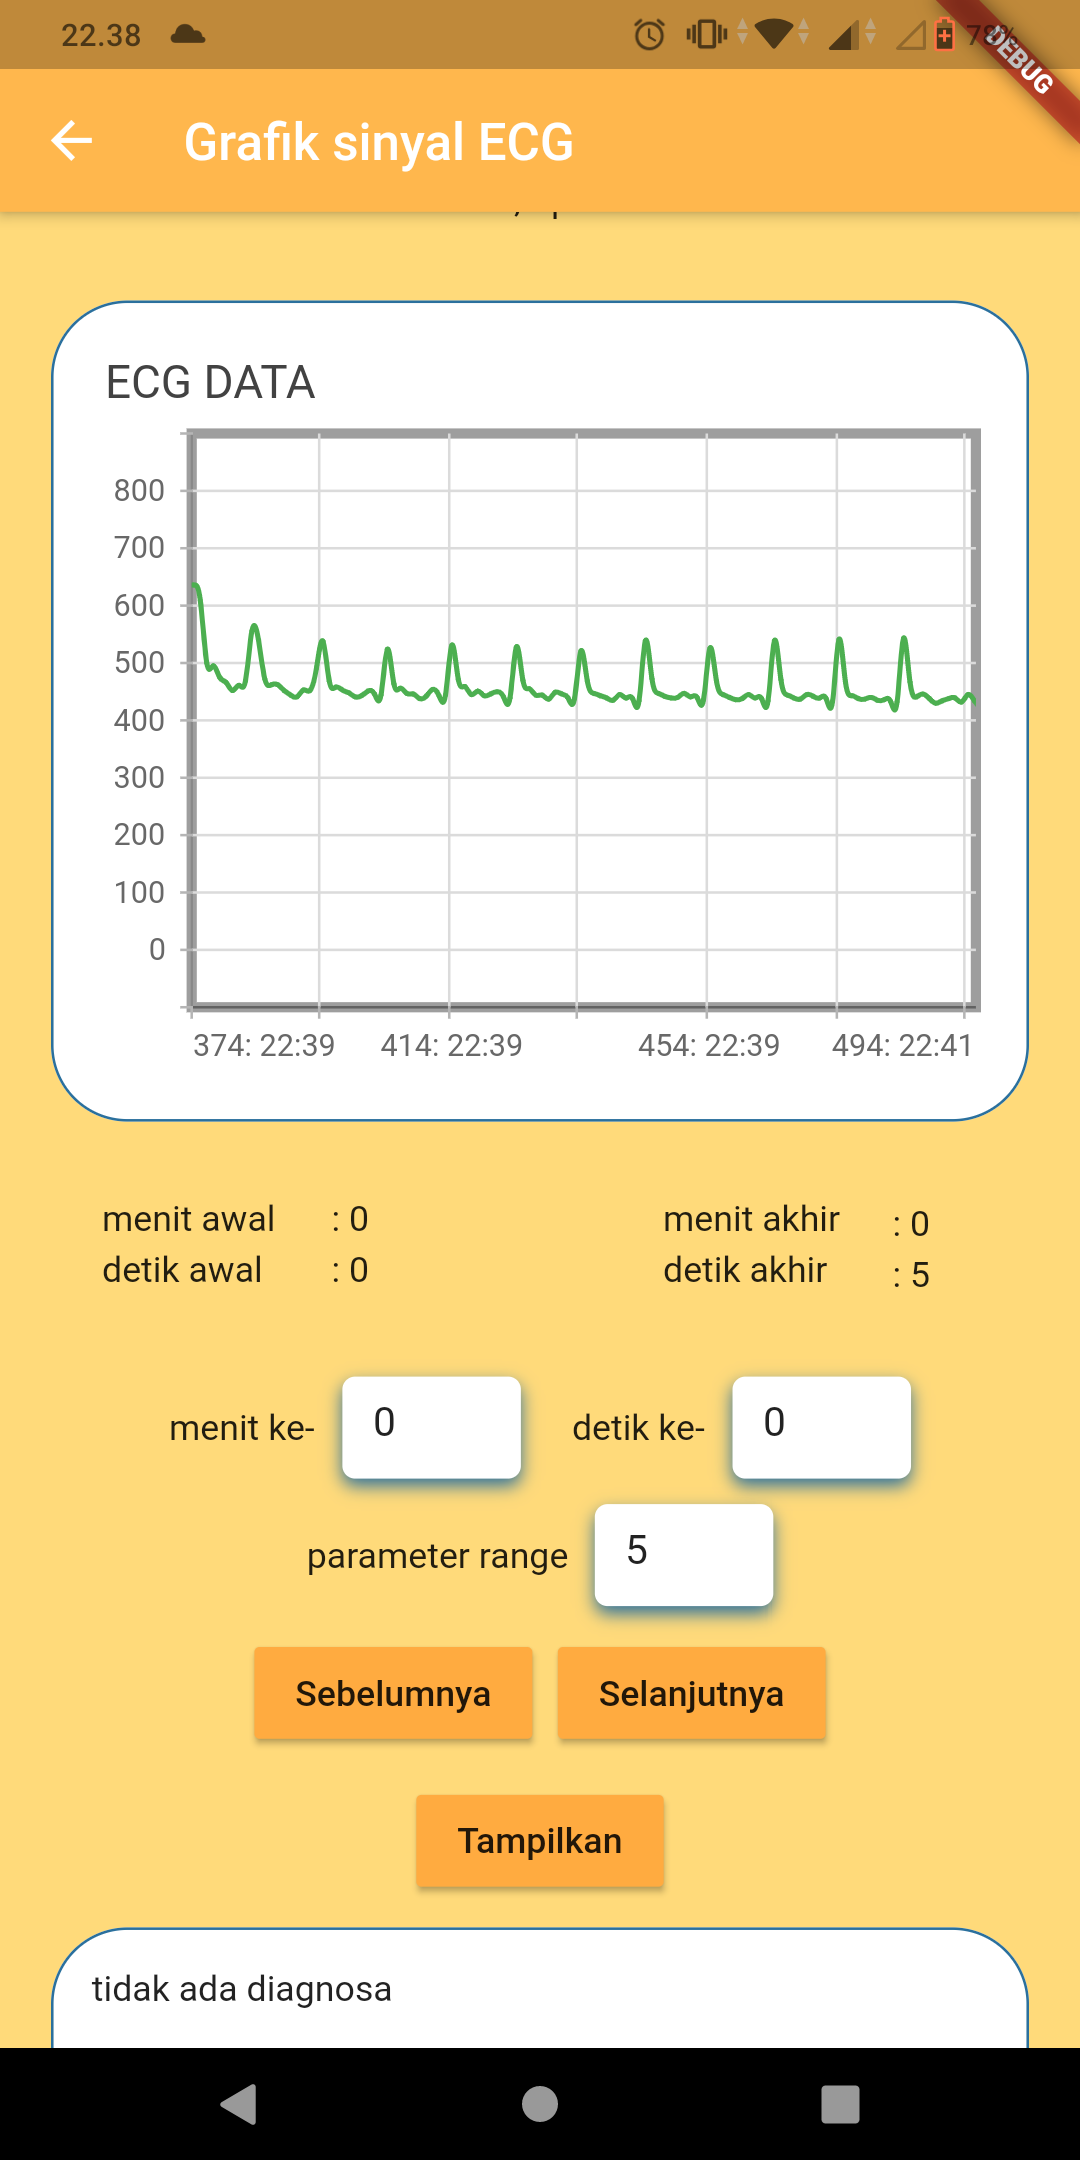 22.38
DEBUG
Grafik sinyal ECG
ECG DATA
800
700
600
500
400
300
200
100
0
374: 22:39 414: 22:39 454: 22:39 494: 22:41
menit awal : 0 menit akhir : 0
detik awal : 0 detik akhir : 5
menit ke- 0 detik ke- 0
parameter range 5
Sebelumnya Selanjutnya
Tampilkan
tidak ada diagnosa